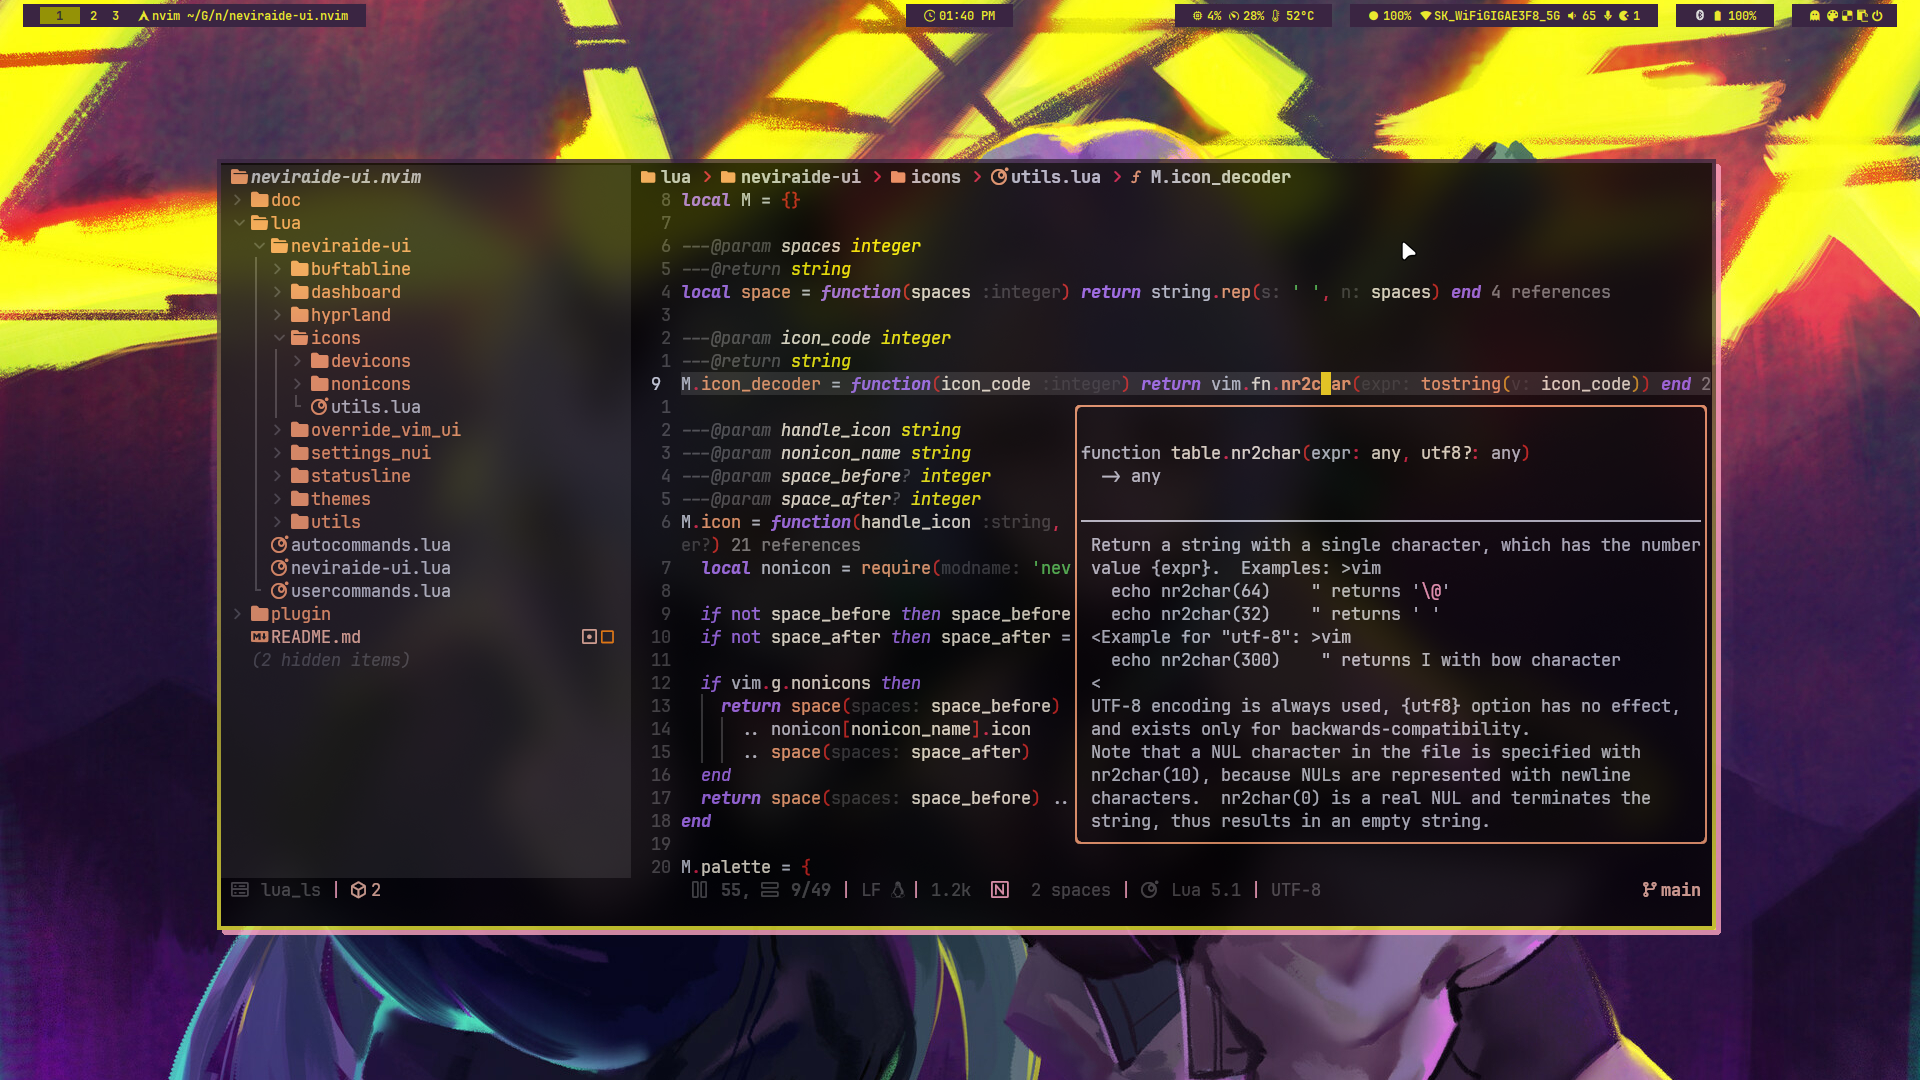 1 2 3 nvim ~/G/n/neviraide-ui.nvim
01:40 PM
4% 28% 52°C
100% SK_WiFiGIGAE3F8_5G 65 1
100%
neviraide-ui.nvim
doc
lua
neviraide-ui
buftabline
dashboard
hyprland
icons
devicons
nonicons
utils.lua
override_vim_ui
settings_nui
statusline
themes
utils
autocommands.lua
neviraide-ui.lua
usercommands.lua
plugin
README.md
(2 hidden items)
lua > neviraide-ui > icons > utils.lua > ƒ M.icon_decoder
8 local M = {}
7
6 ---@param spaces integer
5 ---@return string
4 local space = function(spaces :integer) return string.rep(s: ' ', n: spaces) end 4 references
3
2 ---@param icon_code integer
1 ---@return string
9 M.icon_decoder = function(icon_code :integer) return vim.fn.nr2char(expr: tostring(v: icon_code)) end 2
1
2 ---@param handle_icon string
3 ---@param nonicon_name string
4 ---@param space_before? integer
5 ---@param space_after? integer
6 M.icon = function(handle_icon :string,
er?) 21 references
7 local nonicon = require(modname: 'nev
8
9 if not space_before then space_before
10 if not space_after then space_after =
11
12 if vim.g.nonicons then
13 return space(spaces: space_before)
14 .. nonicon[nonicon_name].icon
15 .. space(spaces: space_after)
16 end
17 return space(spaces: space_before) ..
18 end
19
20 M.palette = {
function table.nr2char(expr: any, utf8?: any)
-> any
Return a string with a single character, which has the number
value {expr}.  Examples: >vim
echo nr2char(64)    " returns '\@'
echo nr2char(32)    " returns ' '
<Example for "utf-8": >vim
echo nr2char(300)    " returns I with bow character
<
UTF-8 encoding is always used, {utf8} option has no effect,
and exists only for backwards-compatibility.
Note that a NUL character in the file is specified with
nr2char(10), because NULs are represented with newline
characters.  nr2char(0) is a real NUL and terminates the
string, thus results in an empty string.
lua_ls | 2
55, 9/49 | LF | 1.2k N 2 spaces | Lua 5.1 | UTF-8
main